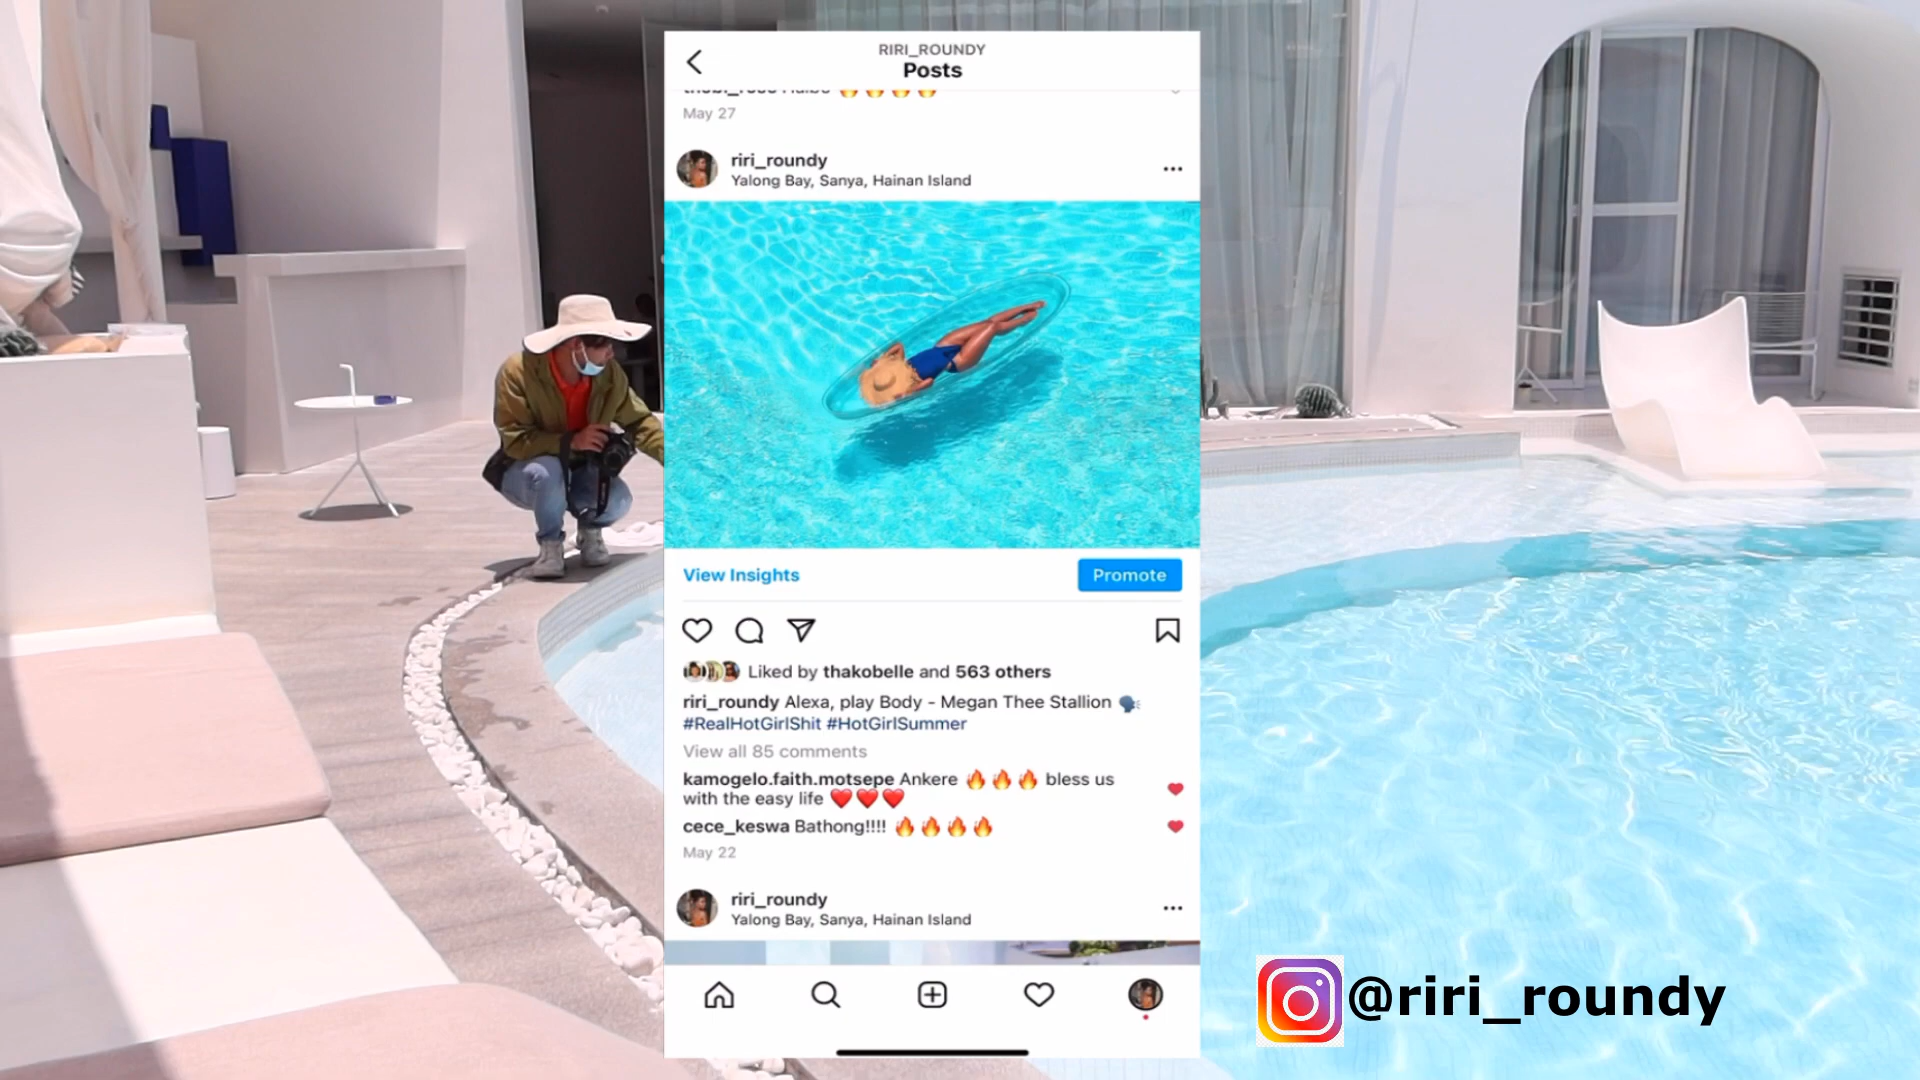 RIRI_ROUNDY
Posts
May 27
riri_roundy
Yalong Bay, Sanya, Hainan Island
View Insights
Promote
Liked by thakobelle and 563 others
riri_roundy Alexa, play Body - Megan Thee Stallion 🗣
#RealHotGirlShit #HotGirlSummer
View all 85 comments
kamogelo.faith.motsepe Ankere 🔥🔥🔥 bless us
with the easy life ❤️❤️❤️
cece_keswa Bathong!!!! 🔥🔥🔥🔥
May 22
riri_roundy
Yalong Bay, Sanya, Hainan Island
@riri_roundy